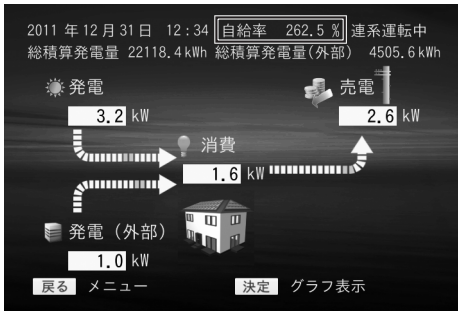 2011 年 12 月 31 日 12 : 34 自給率 262.5 % 連系運転中
総積算発電量 22118.4 kWh 総積算発電量(外部) 4505.6 kWh
発電 売電
3.2 kW 2.6 kW
消費
1.6 kW
発電（外部）
1.0 kW
戻る メニュー 決定 グラフ表示